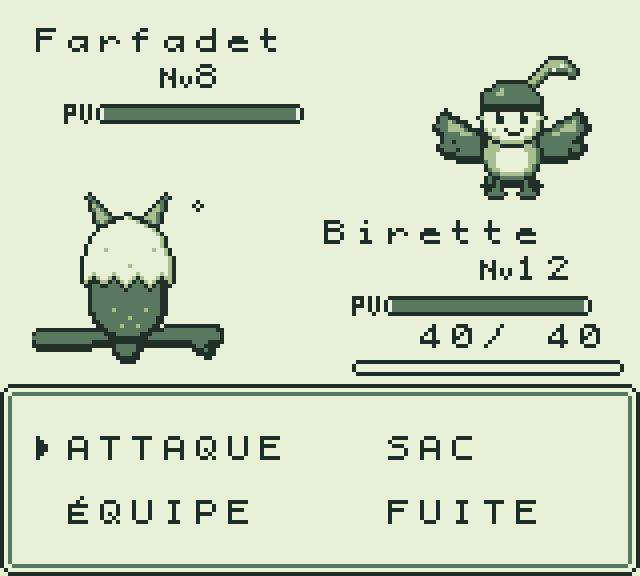 Farfadet
Nv8
PV
Birette
Nv12
PV
40/ 40
ATTAQUE SAC
ÉQUIPE FUITE